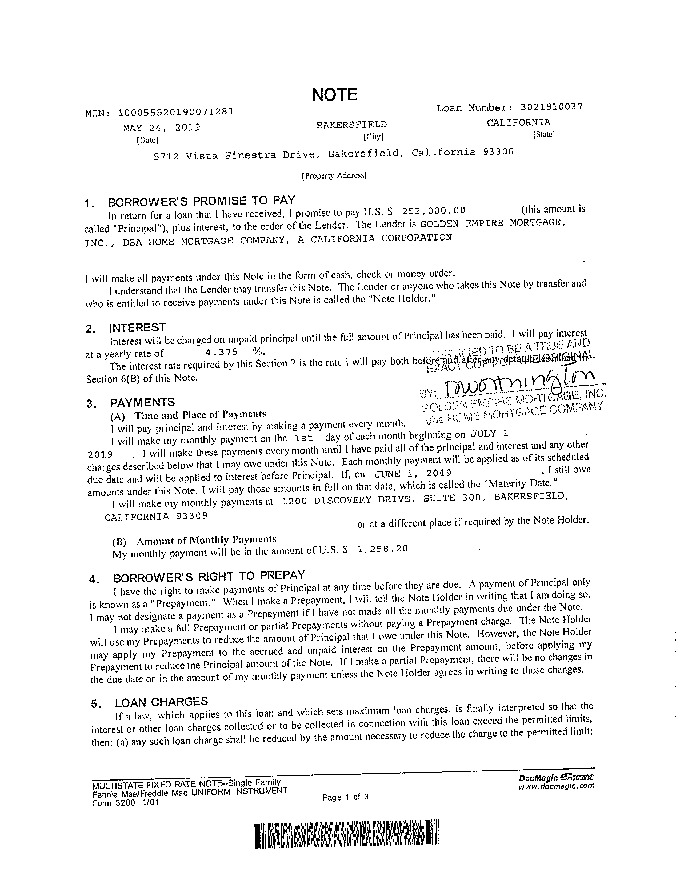 NOTE
MIN: 100055520190071281 Loan Number: 3021910037
MAY 24, 2019 BAKERSFIELD CALIFORNIA
[Date] [City] [State]
5712 Vista Finestra Drive, Bakersfield, California 93306
[Property Address]
1. BORROWER'S PROMISE TO PAY
In return for a loan that I have received, I promise to pay U.S. $ 252,000.00 (this amount is
called "Principal"), plus interest, to the order of the Lender. The Lender is GOLDEN EMPIRE MORTGAGE,
INC., DBA HOME MORTGAGE COMPANY, A CALIFORNIA CORPORATION
I will make all payments under this Note in the form of cash, check or money order.
I understand that the Lender may transfer this Note. The Lender or anyone who takes this Note by transfer and
who is entitled to receive payments under this Note is called the "Note Holder."
2. INTEREST
Interest will be charged on unpaid principal until the full amount of Principal has been paid. I will pay interest
at a yearly rate of 4.375 %.
The interest rate required by this Section 2 is the rate I will pay both before and after any default described in
Section 6(B) of this Note.
CERTIFIED TO BE A TRUE AND
EXACT COPY OF THE ORIGINAL
BY:
GOLDEN EMPIRE MORTGAGE, INC.
DBA HOME MORTGAGE COMPANY
3. PAYMENTS
(A) Time and Place of Payments
I will pay principal and interest by making a payment every month.
I will make my monthly payment on the 1st day of each month beginning on JULY 1
2019 . I will make these payments every month until I have paid all of the principal and interest and any other
charges described below that I may owe under this Note. Each monthly payment will be applied as of its scheduled
due date and will be applied to interest before Principal. If, on JUNE 1, 2049 , I still owe
amounts under this Note, I will pay those amounts in full on that date, which is called the "Maturity Date."
I will make my monthly payments at 1200 DISCOVERY DRIVE, SUITE 300, BAKERSFIELD,
CALIFORNIA 93309
or at a different place if required by the Note Holder.
(B) Amount of Monthly Payments
My monthly payment will be in the amount of U.S. $ 1,258.20
4. BORROWER'S RIGHT TO PREPAY
I have the right to make payments of Principal at any time before they are due. A payment of Principal only
is known as a "Prepayment." When I make a Prepayment, I will tell the Note Holder in writing that I am doing so.
I may not designate a payment as a Prepayment if I have not made all the monthly payments due under the Note.
I may make a full Prepayment or partial Prepayments without paying a Prepayment charge. The Note Holder
will use my Prepayments to reduce the amount of Principal that I owe under this Note. However, the Note Holder
may apply my Prepayment to the accrued and unpaid interest on the Prepayment amount, before applying my
Prepayment to reduce the Principal amount of the Note. If I make a partial Prepayment, there will be no changes in
the due date or in the amount of my monthly payment unless the Note Holder agrees in writing to those changes.
5. LOAN CHARGES
If a law, which applies to this loan and which sets maximum loan charges, is finally interpreted so that the
interest or other loan charges collected or to be collected in connection with this loan exceed the permitted limits,
then: (a) any such loan charge shall be reduced by the amount necessary to reduce the charge to the permitted limit;
MULTISTATE FIXED RATE NOTE--Single Family
Fannie Mae/Freddie Mac UNIFORM INSTRUMENT
Form 3200 1/01
Page 1 of 3
DocMagic
www.docmagic.com